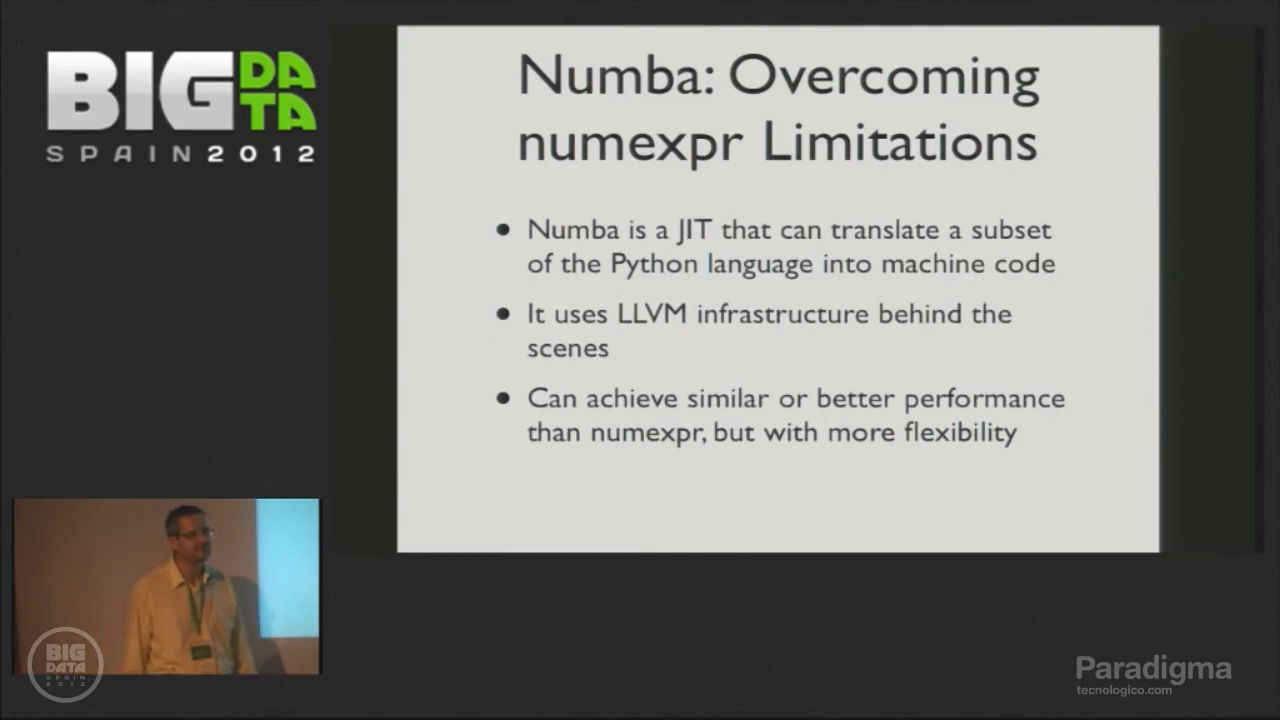 BIG DATA
SPAIN 2012
Numba: Overcoming
numexpr Limitations
• Numba is a JIT that can translate a subset
of the Python language into machine code
• It uses LLVM infrastructure behind the
scenes
• Can achieve similar or better performance
than numexpr, but with more flexibility
BIG
DATA
SPAIN
2012
Paradigma
tecnologico.com